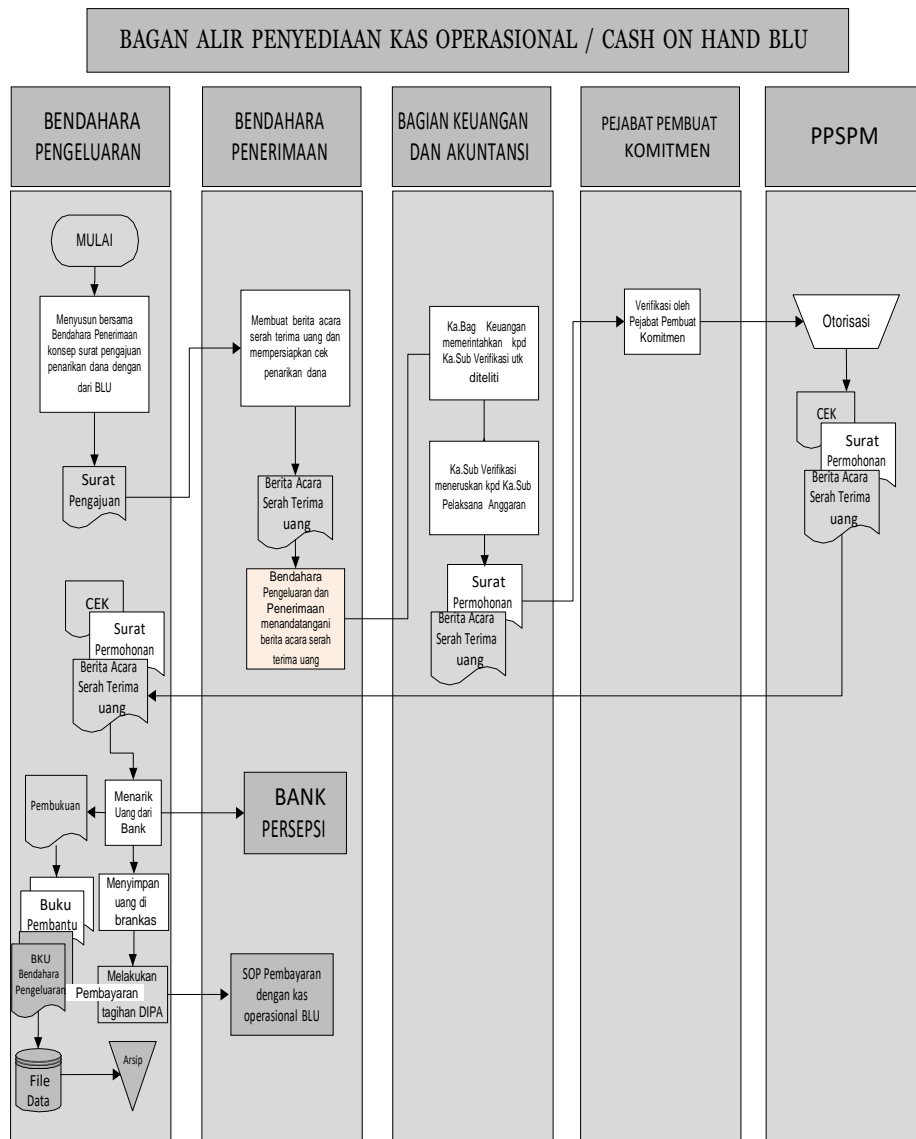 BAGAN ALIR PENYEDIAAN KAS OPERASIONAL / CASH ON HAND BLU
BENDAHARA
PENGELUARAN
BENDAHARA
PENERIMAAN
BAGIAN KEUANGAN
DAN AKUNTANSI
PEJABAT PEMBUAT
KOMITMEN
PPSPM
MULAI
Menyusun bersama
Bendahara Penerimaan
konsep surat pengajuan
penarikan dana dengan
dari BLU
Surat
Pengajuan
Membuat berita acara
serah terima uang dan
mempersiapkan cek
penarikan dana
Berita Acara
Serah Terima
uang
Bendahara
Pengeluaran dan
Penerimaan
menandatangani
berita acara serah
terima uang
Ka.Bag Keuangan
memerintahkan kpd
Ka.Sub Verifikasi utk
diteliti
Ka.Sub Verifikasi
meneruskan kpd Ka.Sub
Pelaksana Anggaran
Surat
Permohonan
Berita Acara
Serah Terima
uang
Verifikasi oleh
Pejabat Pembuat
Komitmen
Otorisasi
CEK
Surat
Permohonan
Berita Acara
Serah Terima
uang
CEK
Surat
Permohonan
Berita Acara
Serah Terima
uang
Pembukuan
Menarik
Uang dari
Bank
BANK
PERSEPSI
Buku
Pembantu
BKU
Bendahara
Pengeluaran
Menyimpan
uang di
brankas
Melakukan
Pembayaran
tagihan DIPA
SOP Pembayaran
dengan kas
operasional BLU
File
Data
Arsip